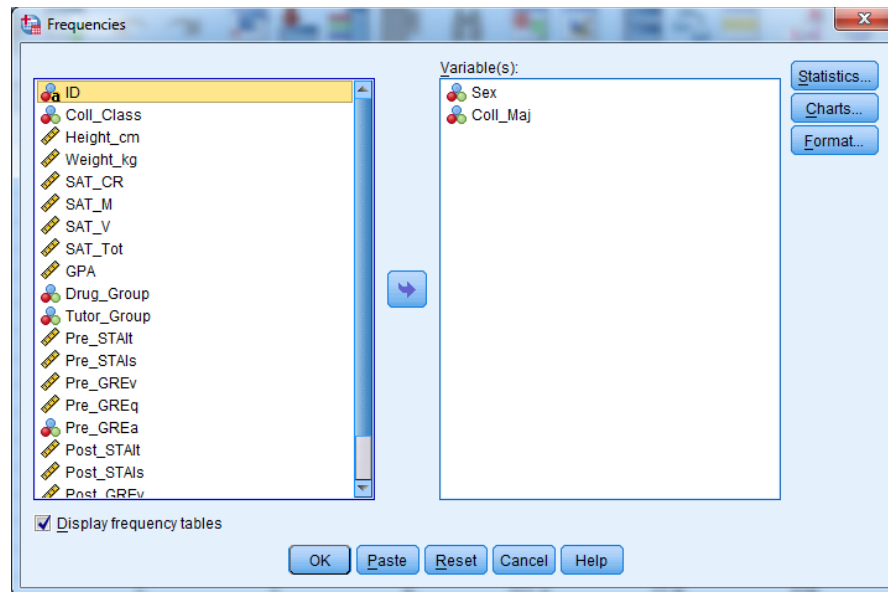 Frequencies
Variable(s):
a ID
Coll_Class
Height_cm
Weight_kg
SAT_CR
SAT_M
SAT_V
SAT_Tot
GPA
Drug_Group
Tutor_Group
Pre_STAIt
Pre_STAIs
Pre_GREv
Pre_GREq
Pre_GREa
Post_STAIt
Post_STAIs
Post_GREv
Sex
Coll_Maj
Statistics...
Charts...
Format...
Display frequency tables
OK Paste Reset Cancel Help